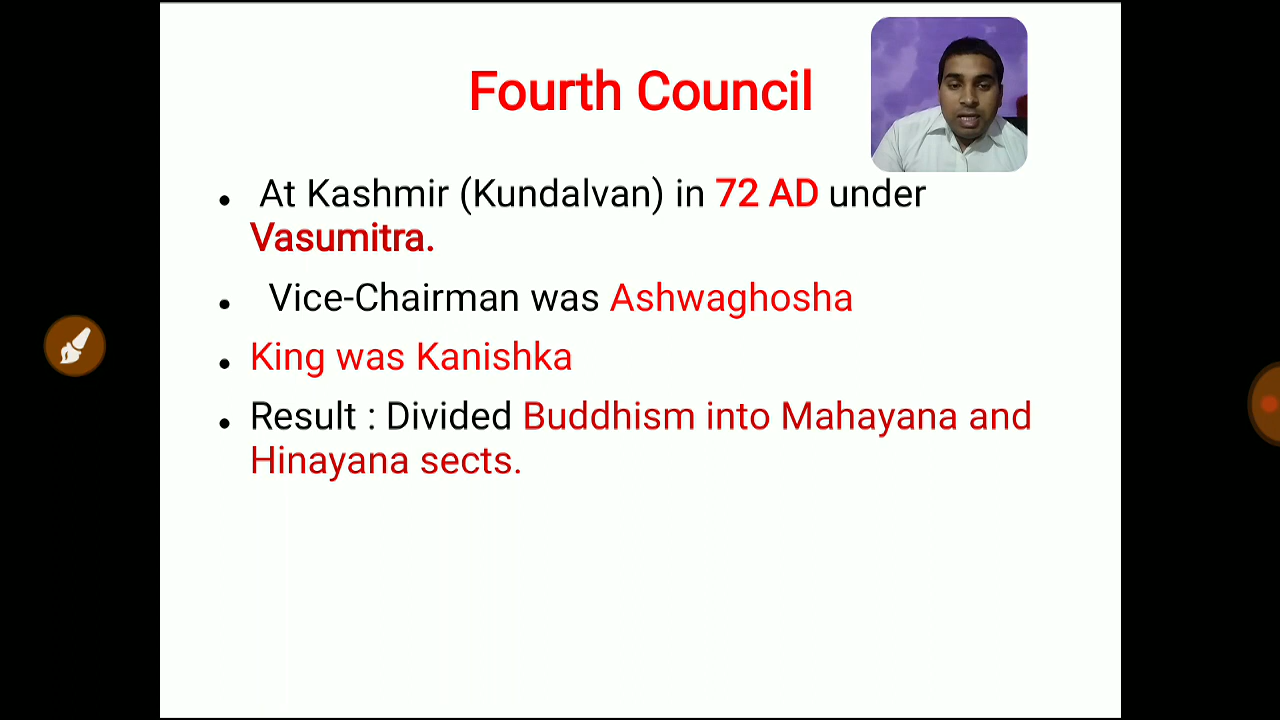 Fourth Council
• At Kashmir (Kundalvan) in 72 AD under
Vasumitra.
• Vice-Chairman was Ashwaghosha
• King was Kanishka
• Result : Divided Buddhism into Mahayana and
Hinayana sects.